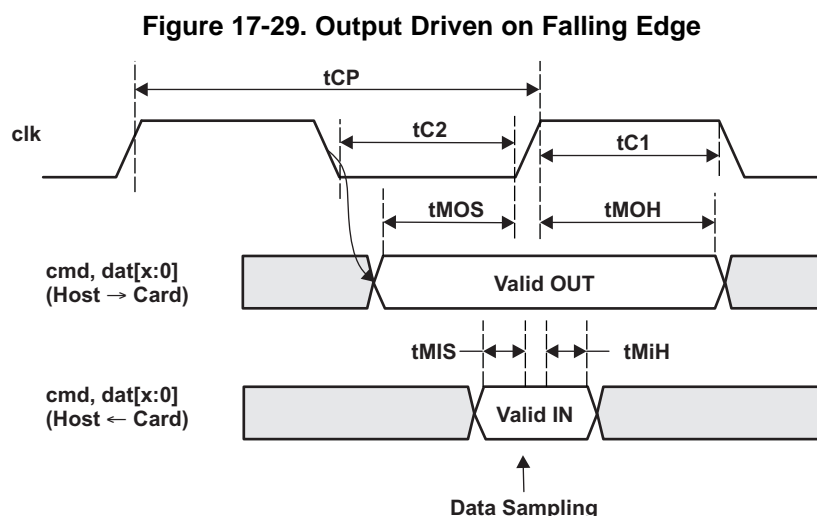 Figure 17-29. Output Driven on Falling Edge
tCP
clk
tC2
tC1
tMOS
tMOH
cmd, dat[x:0]
(Host → Card)
Valid OUT
tMIS
tMiH
cmd, dat[x:0]
(Host ← Card)
Valid IN
Data Sampling